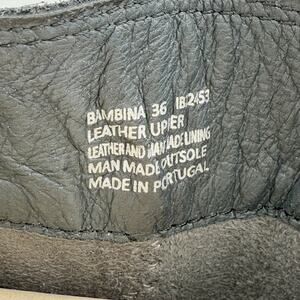 BAMBINA 36 IB2453
LEATHER UPPER
LEATHER AND MAN MADE LINING
MAN MADE OUTSOLE
MADE IN PORTUGAL